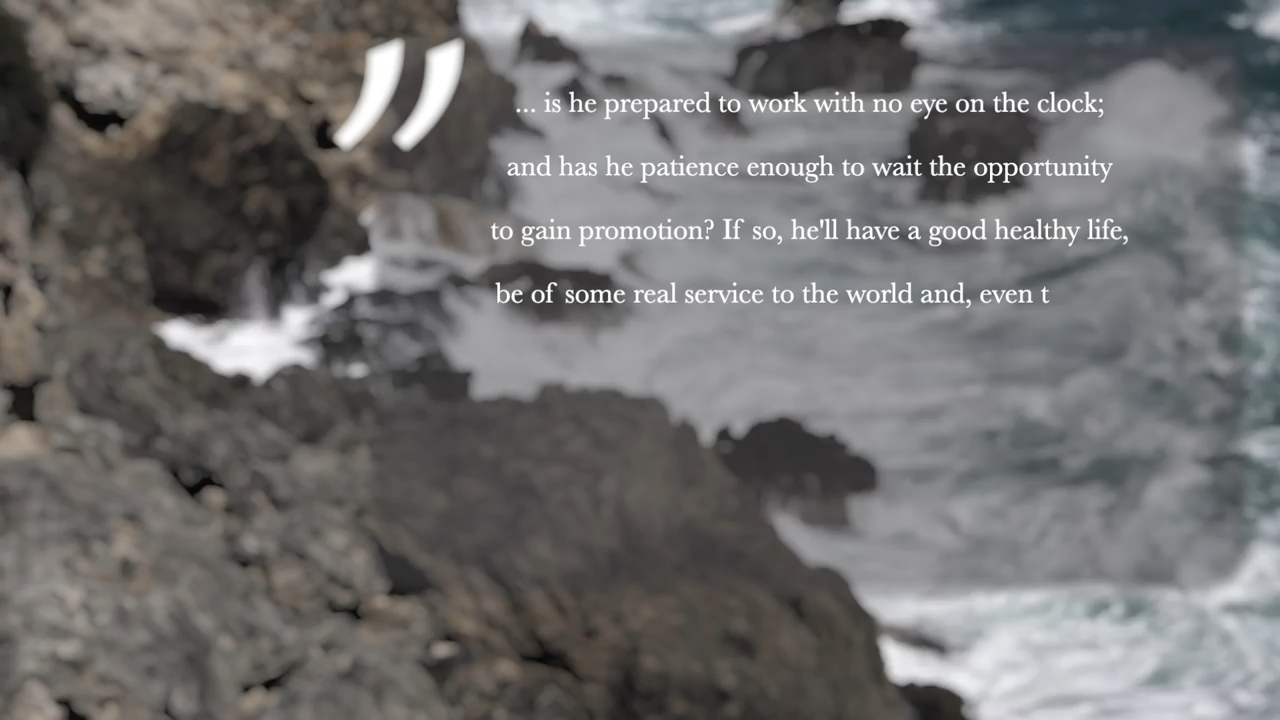 ”
... is he prepared to work with no eye on the clock;
and has he patience enough to wait the opportunity
to gain promotion? If so, he'll have a good healthy life,
be of some real service to the world and, even t